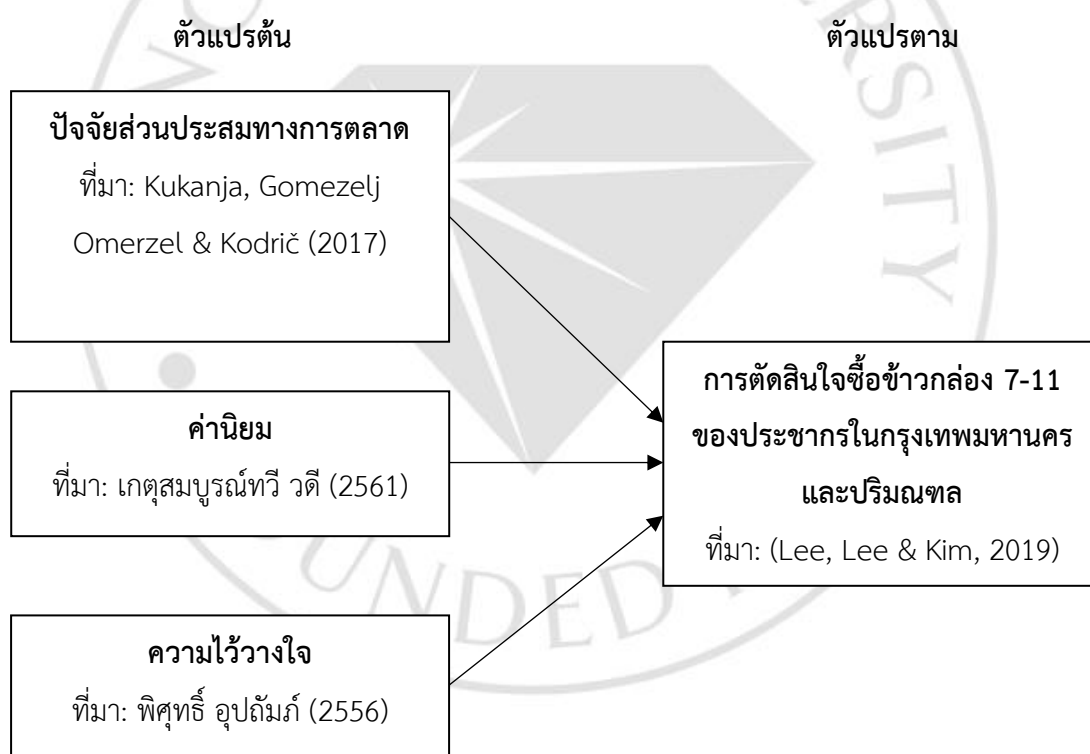 ตัวแปรต้น
ตัวแปรตาม
ปัจจัยส่วนประสมทางการตลาด
ที่มา: Kukanja, Gomezelj
Omerzel & Kodrič (2017)
ค่านิยม
ที่มา: เกตุสมบูรณ์ทวี วดี (2561)
ความไว้วางใจ
ที่มา: พิศุทธิ์ อุปถัมภ์ (2556)
การตัดสินใจซื้อข้าวกล่อง 7-11
ของประชากรในกรุงเทพมหานคร
และปริมณฑล
ที่มา: (Lee, Lee & Kim, 2019)